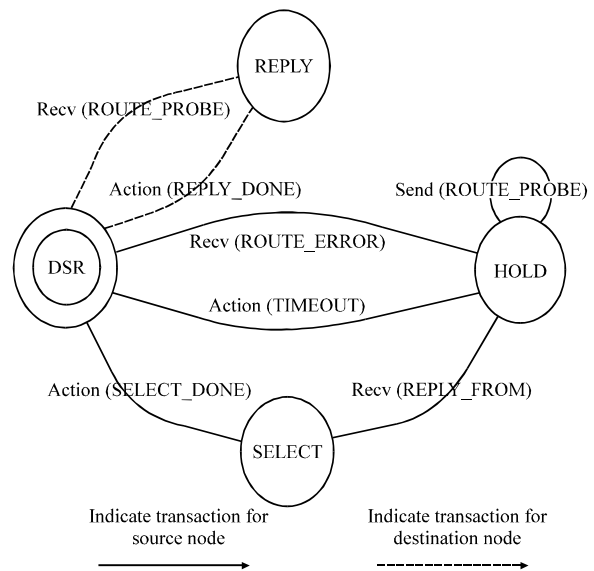 REPLY
Recv (ROUTE_PROBE)
Action (REPLY_DONE)
Send (ROUTE_PROBE)
Recv (ROUTE_ERROR)
DSR
HOLD
Action (TIMEOUT)
Action (SELECT_DONE)
Recv (REPLY_FROM)
SELECT
Indicate transaction for
source node
Indicate transaction for
destination node